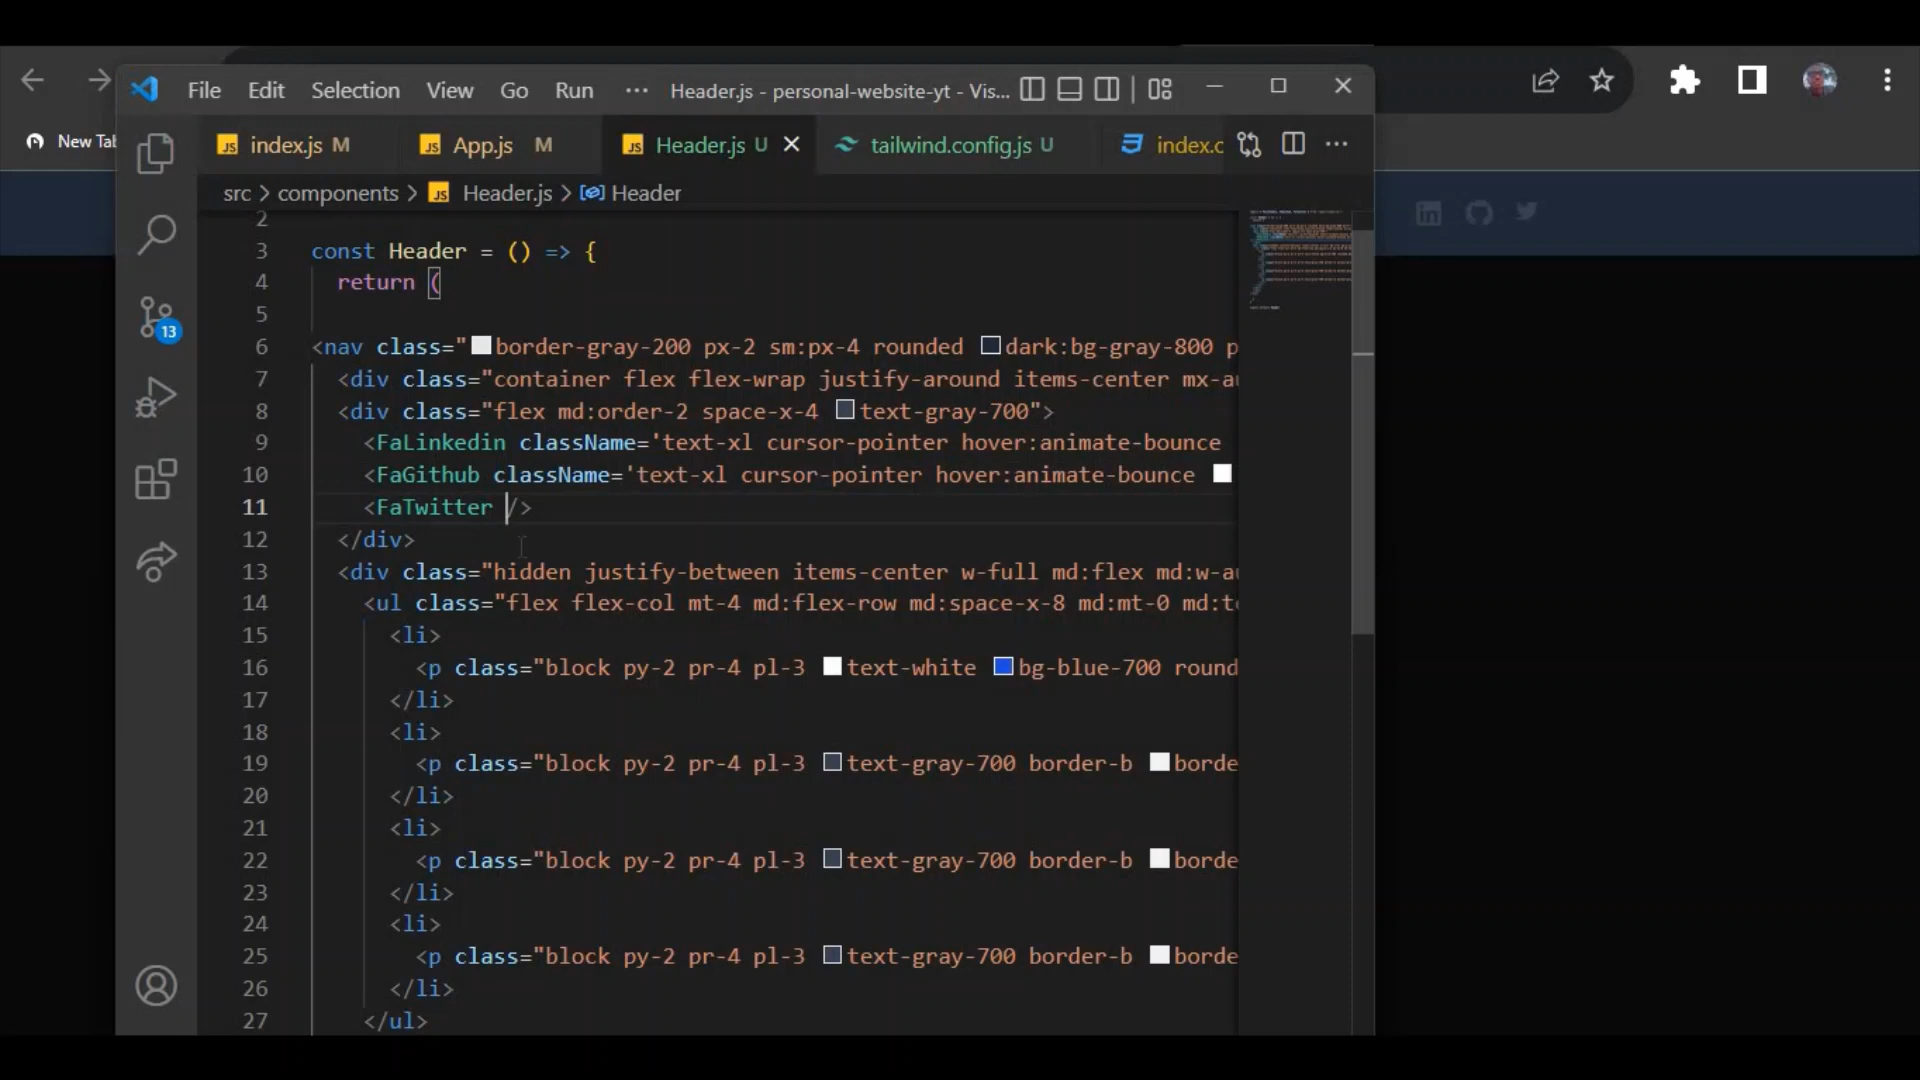 File Edit Selection View Go Run ··· Header.js - personal-website-yt - Vis...
New Tab
JS index.js M JS App.js M JS Header.js U tailwind.config.js U index.c
src > components > JS Header.js > Header
13
2
3 const Header = () => {
4 return (
5
6 <nav class="border-gray-200 px-2 sm:px-4 rounded dark:bg-gray-800 p
7 <div class="container flex flex-wrap justify-around items-center mx-au
8 <div class="flex md:order-2 space-x-4 text-gray-700">
9 <FaLinkedin className='text-xl cursor-pointer hover:animate-bounce
10 <FaGithub className='text-xl cursor-pointer hover:animate-bounce
11 <FaTwitter />
12 </div>
13 <div class="hidden justify-between items-center w-full md:flex md:w-au
14 <ul class="flex flex-col mt-4 md:flex-row md:space-x-8 md:mt-0 md:te
15 <li>
16 <p class="block py-2 pr-4 pl-3 text-white bg-blue-700 round
17 </li>
18 <li>
19 <p class="block py-2 pr-4 pl-3 text-gray-700 border-b borde
20 </li>
21 <li>
22 <p class="block py-2 pr-4 pl-3 text-gray-700 border-b borde
23 </li>
24 <li>
25 <p class="block py-2 pr-4 pl-3 text-gray-700 border-b borde
26 </li>
27 </ul>